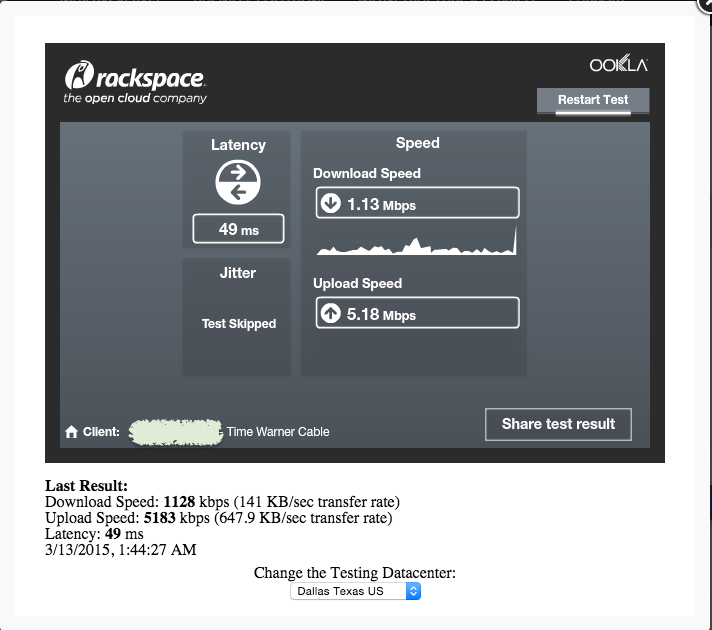 rackspace.
the open cloud company
OOKLA
Restart Test
Latency
49 ms
Jitter
Test Skipped
Speed
Download Speed
1.13 Mbps
Upload Speed
5.18 Mbps
Client:
Time Warner Cable
Share test result
Last Result:
Download Speed: 1128 kbps (141 KB/sec transfer rate)
Upload Speed: 5183 kbps (647.9 KB/sec transfer rate)
Latency: 49 ms
3/13/2015, 1:44:27 AM
Change the Testing Datacenter:
Dallas Texas US